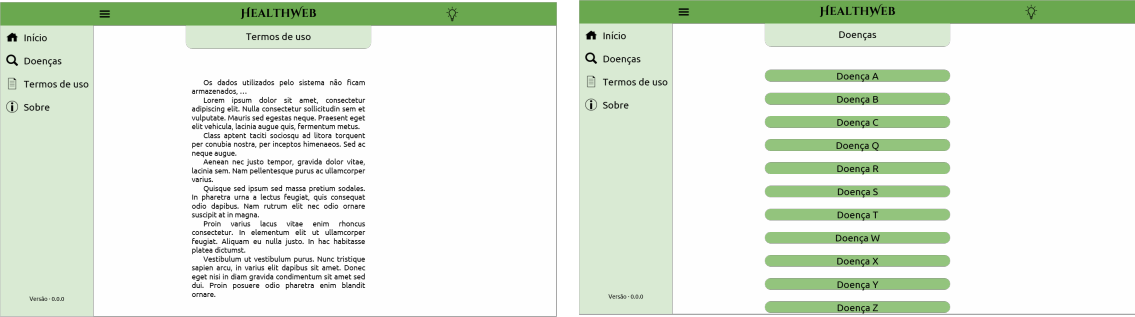 HEALTHWEB
Início
Doenças
Termos de uso
Sobre
Versão - 0.0.0
Termos de uso
Os dados utilizados pelo sistema não ficam
armazenados, ...
Lorem ipsum dolor sit amet, consectetur
adipiscing elit. Nulla consectetur sollicitudin sem et
vulputate. Mauris sed egestas neque. Praesent eget
elit vehicula, lacinia augue quis, fermentum metus.
Class aptent taciti sociosqu ad litora torquent
per conubia nostra, per inceptos himenaeos. Sed ac
neque augue.
Aenean nec justo tempor, gravida dolor vitae,
lacinia sem. Nam pellentesque purus ac ullamcorper
varius.
Quisque sed ipsum sed massa pretium sodales.
In pharetra urna a lectus feugiat, quis consequat
odio dapibus. Nam rutrum elit nec odio ornare
suscipit at in magna.
Proin varius lacus vitae enim rhoncus
consectetur. In elementum elit ut ullamcorper
feugiat. Aliquam eu nulla justo. In hac habitasse
platea dictumst.
Vestibulum ut vestibulum purus. Nunc tristique
sapien arcu, in varius elit dapibus sit amet. Donec
eget nisi in diam gravida condimentum sit amet sed
dui. Proin posuere odio pharetra enim blandit
ornare.
HEALTHWEB
Início
Doenças
Termos de uso
Sobre
Versão - 0.0.0
Doenças
Doença A
Doença B
Doença C
Doença Q
Doença R
Doença S
Doença T
Doença W
Doença X
Doença Y
Doença Z